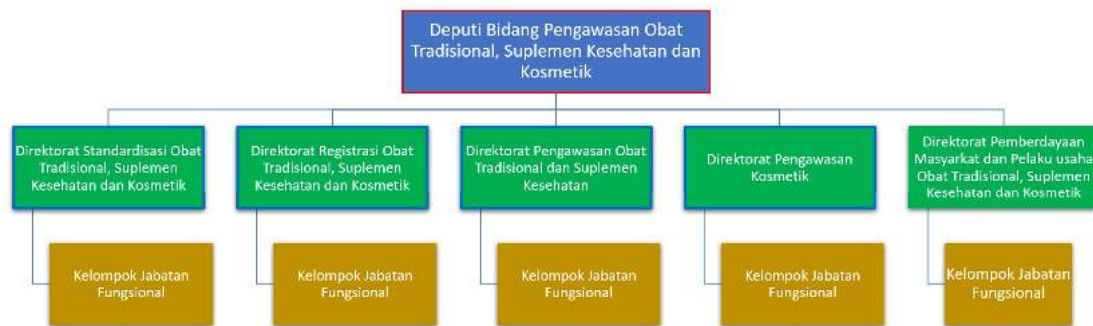 Deputi Bidang Pengawasan Obat
Tradisional, Suplemen Kesehatan dan
Kosmetik
Direktorat Standardisasi Obat
Tradisional, Suplemen
Kesehatan dan Kosmetik
Direktorat Registrasi Obat
Tradisional, Suplemen
Kesehatan dan Kosmetik
Direktorat Pengawasan Obat
Tradisional dan Suplemen
Kesehatan
Direktorat Pengawasan
Kosmetik
Direktorat Pemberdayaan
Masyarkat dan Pelaku usaha
Obat Tradisional, Suplemen
Kesehatan dan Kosmetik
Kelompok Jabatan
Fungsional
Kelompok Jabatan
Fungsional
Kelompok Jabatan
Fungsional
Kelompok Jabatan
Fungsional
Kelompok Jabatan
Fungsional